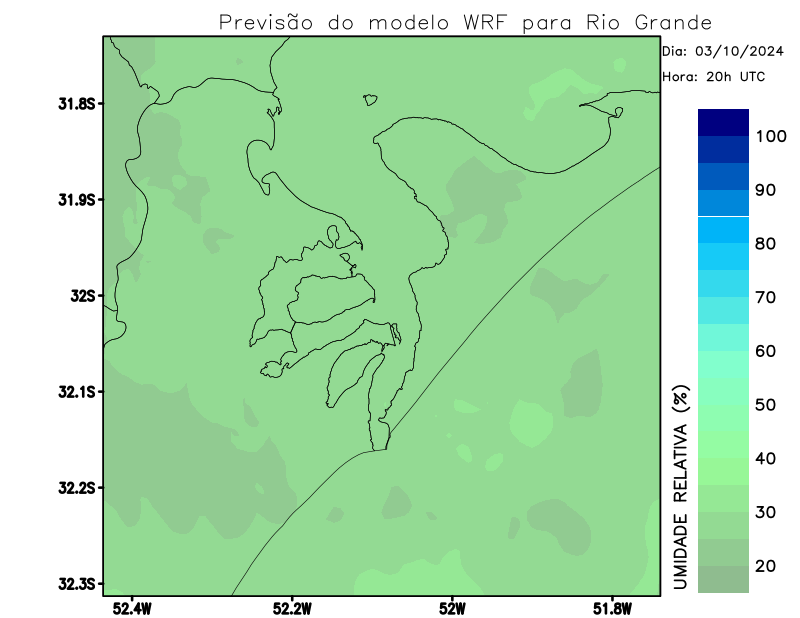 Previsão do modelo WRF para Rio Grande
Dia: 03/10/2024
Hora: 20h UTC
31.8S
31.9S
32S
32.1S
32.2S
32.3S
52.4W
52.2W
52W
51.8W
UMIDADE RELATIVA (%)
100
90
80
70
60
50
40
30
20